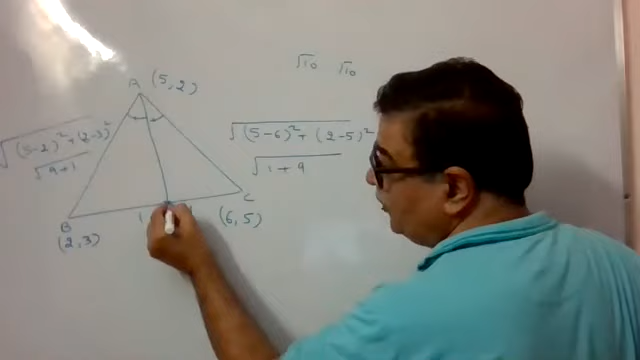 √10 √10
A (5,2)
√(5-2)² + (2-3)²
√9+1
√(5-6)² + (2-5)²
√1+9
B
(2,3)
1
C
(6,5)